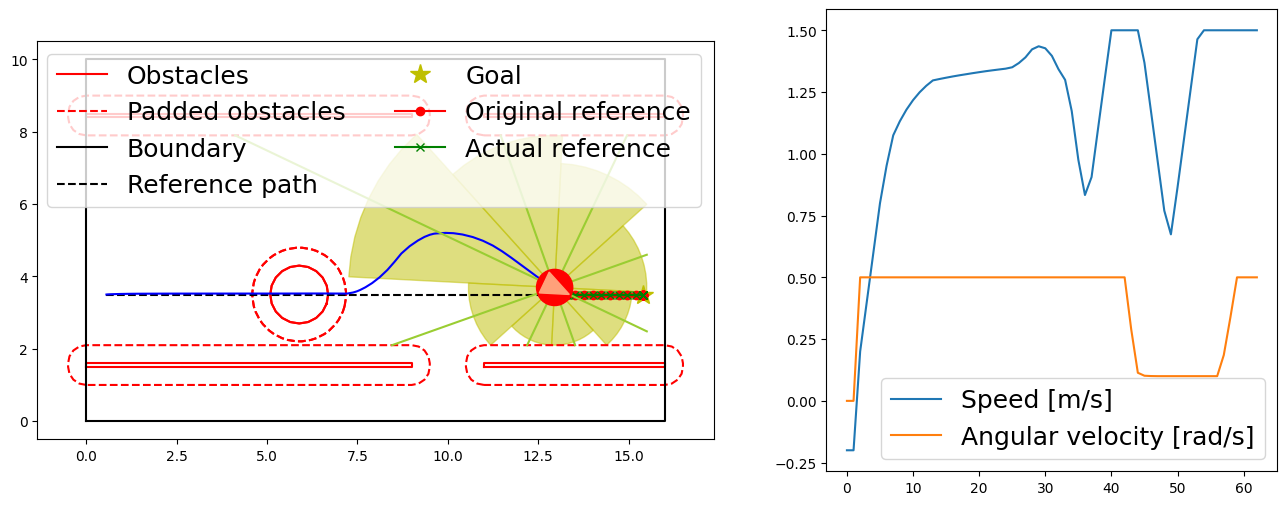 Obstacles
Padded obstacles
Boundary
Reference path
Goal
Original reference
Actual reference
10
8
6
4
2
0
0.0 2.5 5.0 7.5 10.0 12.5 15.0
1.50
1.25
1.00
0.75
0.50
0.25
0.00
−0.25
Speed [m/s]
Angular velocity [rad/s]
0 10 20 30 40 50 60